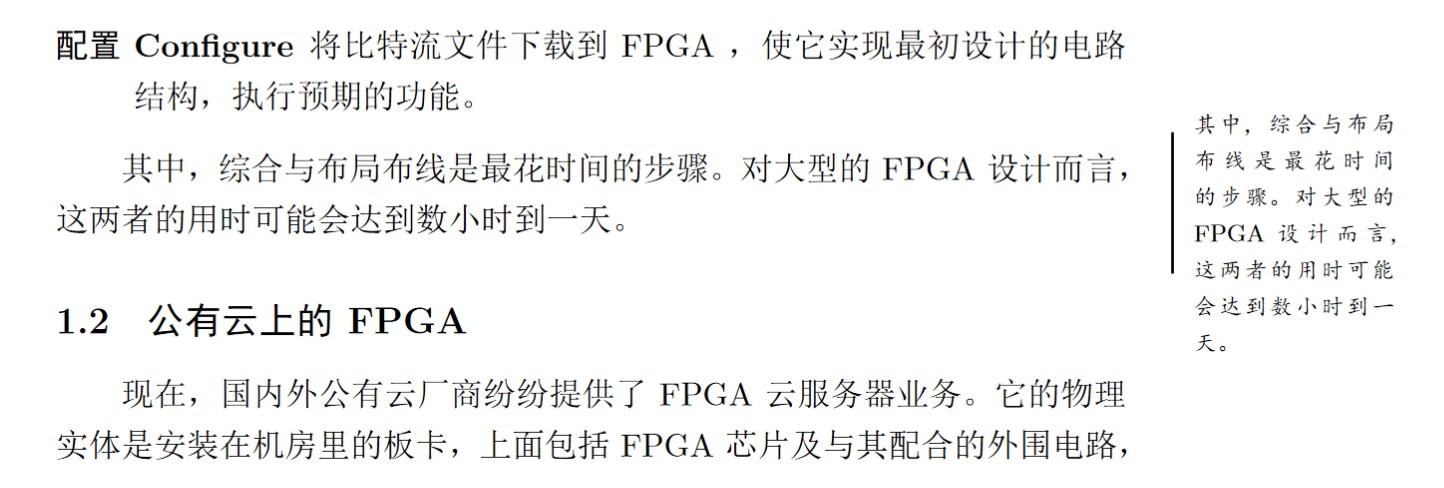 配置 Configure 将比特流文件下载到 FPGA ，使它实现最初设计的电路
结构，执行预期的功能。
其中，综合与布局布线是最花时间的步骤。对大型的 FPGA 设计而言，
这两者的用时可能会达到数小时到一天。
1.2 公有云上的 FPGA
现在，国内外公有云厂商纷纷提供了 FPGA 云服务器业务。它的物理
实体是安装在机房里的板卡，上面包括 FPGA 芯片及与其配合的外围电路，
其中，综合与布局
布线是最花时间
的步骤。对大型的
FPGA 设计而言，
这两者的用时可能
会达到数小时到一
天。